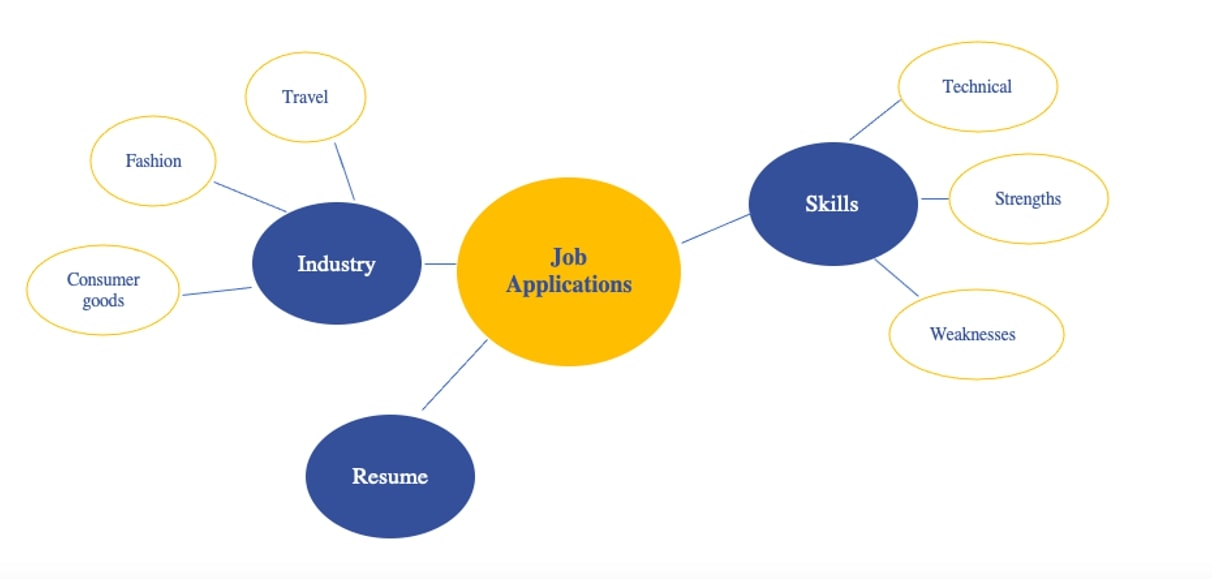 Travel
Fashion
Consumer
goods
Industry
Job
Applications
Resume
Skills
Technical
Strengths
Weaknesses